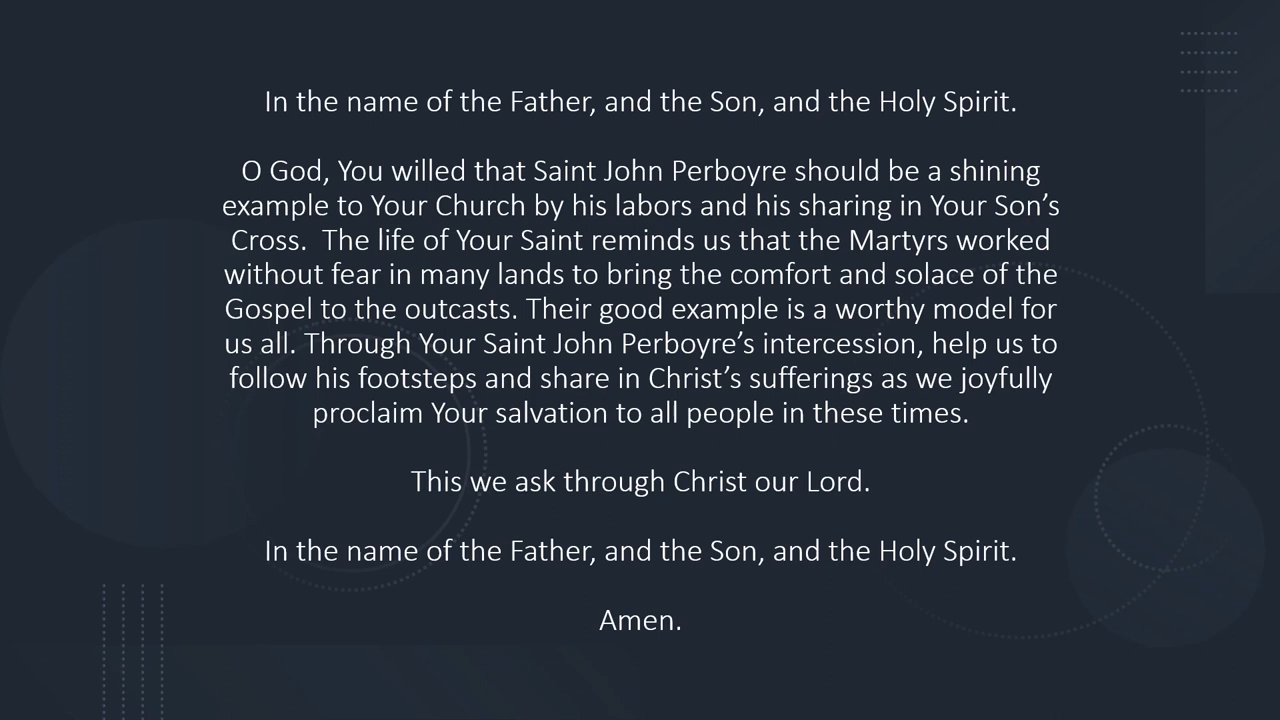 In the name of the Father, and the Son, and the Holy Spirit.
O God, You willed that Saint John Perboyre should be a shining
example to Your Church by his labors and his sharing in Your Son’s
Cross.  The life of Your Saint reminds us that the Martyrs worked
without fear in many lands to bring the comfort and solace of the
Gospel to the outcasts. Their good example is a worthy model for
us all. Through Your Saint John Perboyre’s intercession, help us to
follow his footsteps and share in Christ’s sufferings as we joyfully
proclaim Your salvation to all people in these times.
This we ask through Christ our Lord.
In the name of the Father, and the Son, and the Holy Spirit.
Amen.